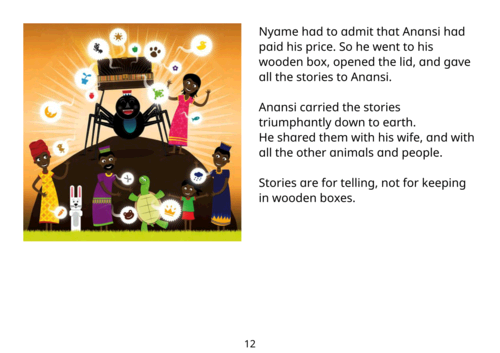 Nyame had to admit that Anansi had
paid his price. So he went to his
wooden box, opened the lid, and gave
all the stories to Anansi.
Anansi carried the stories
triumphantly down to earth.
He shared them with his wife, and with
all the other animals and people.
Stories are for telling, not for keeping
in wooden boxes.
12